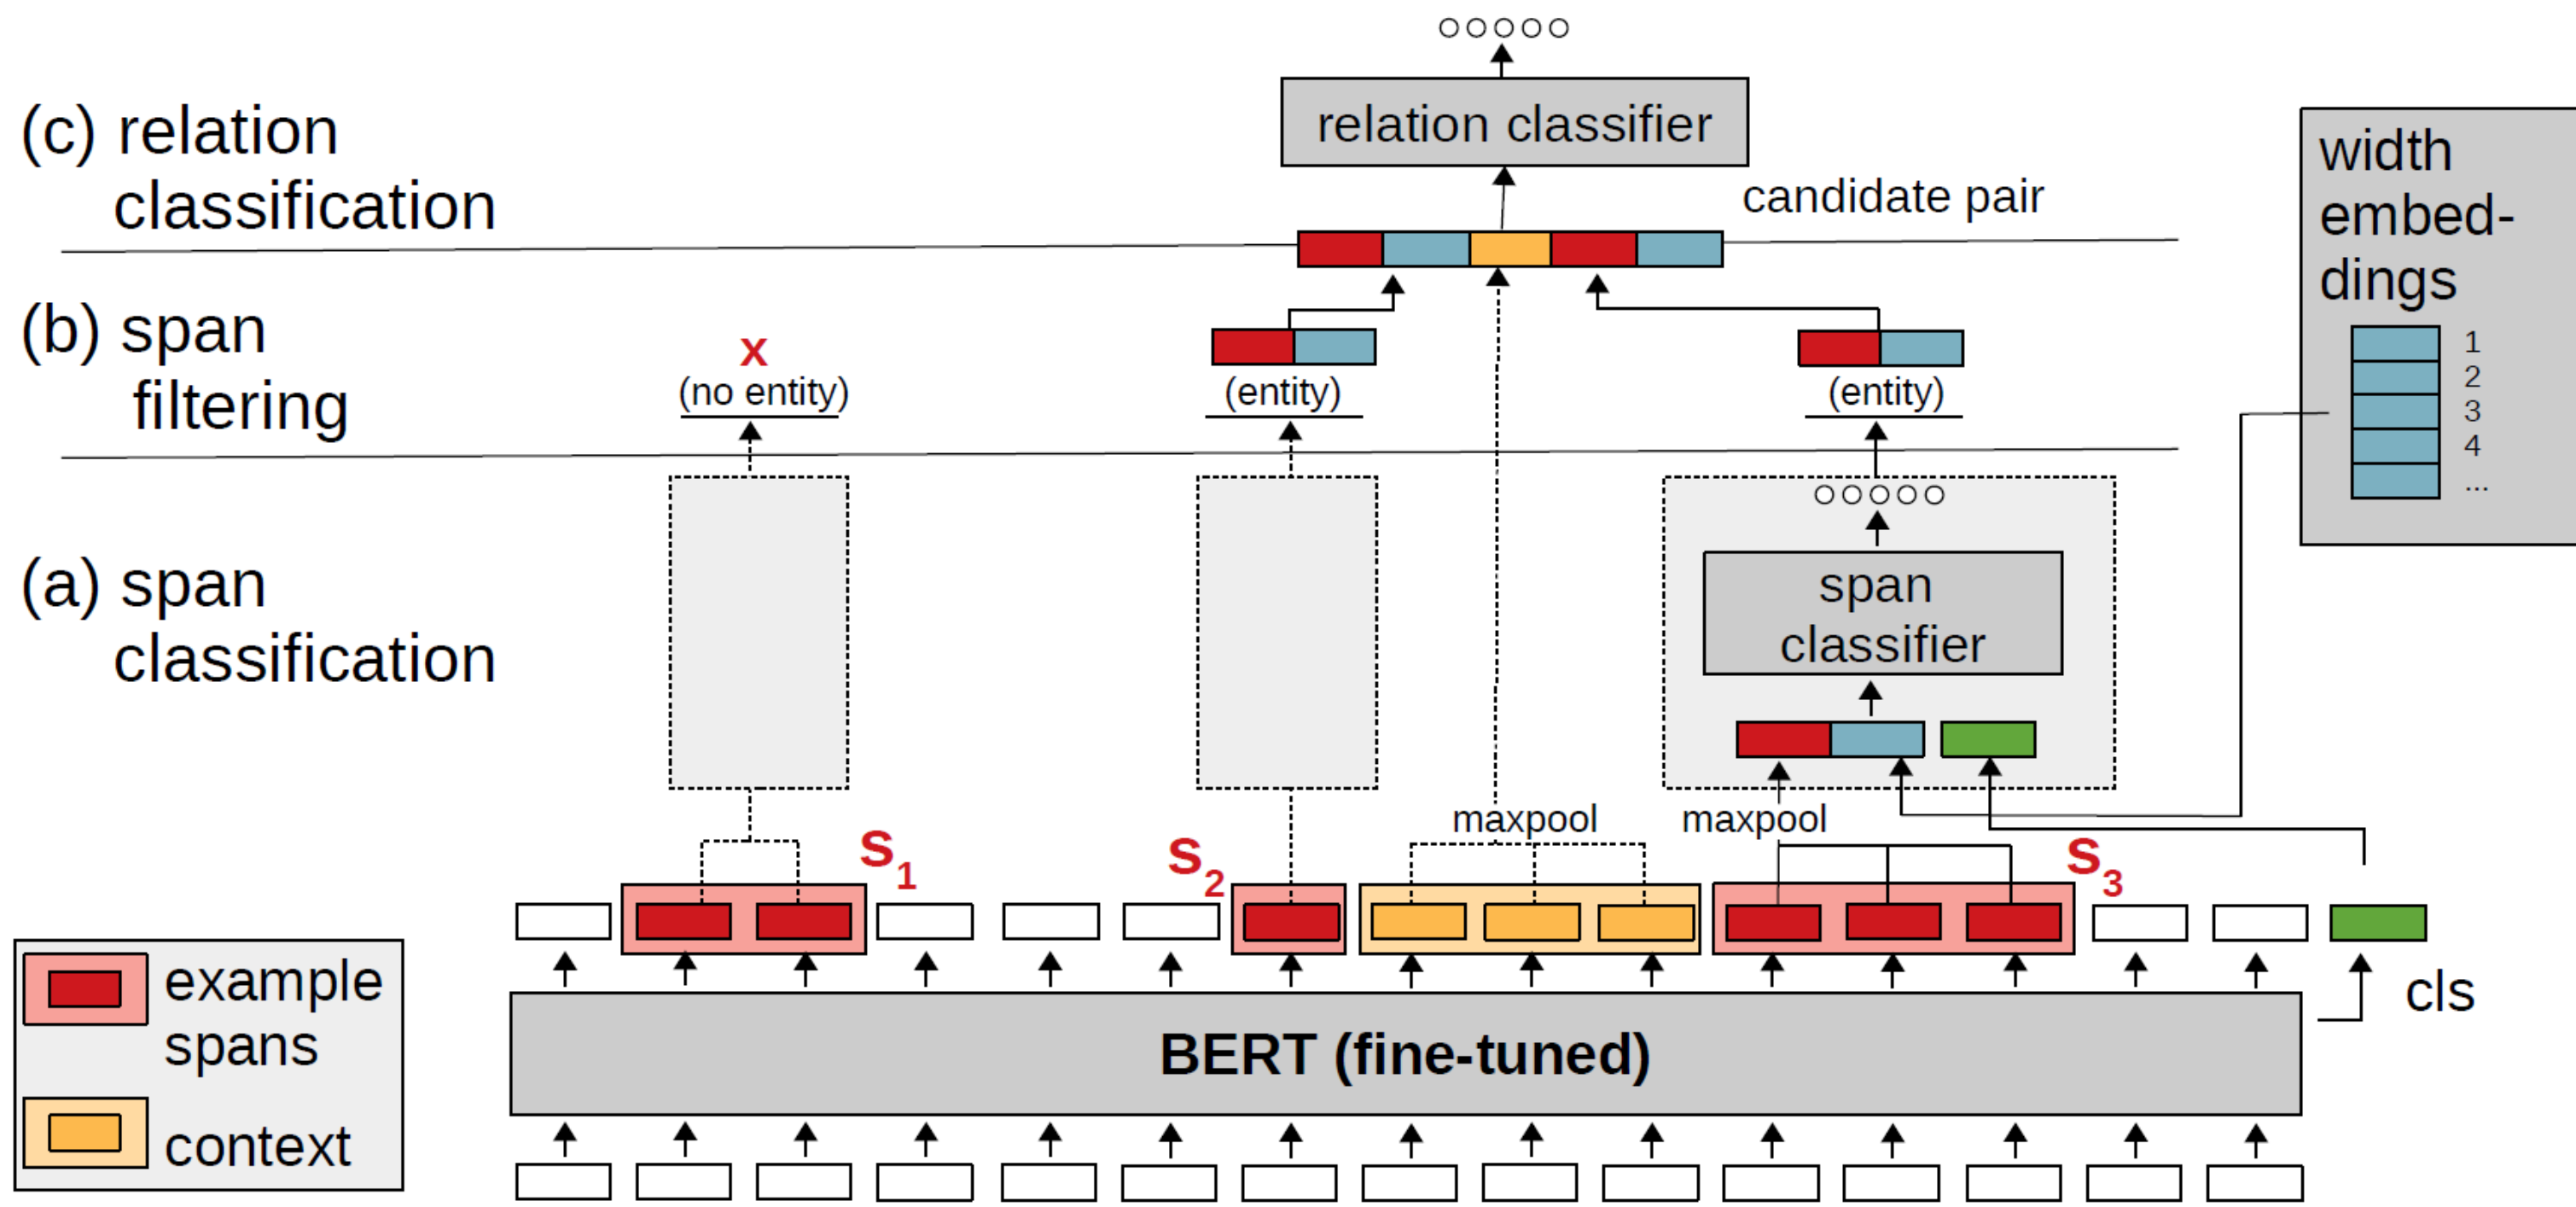 (c) relation
classification
relation classifier
candidate pair
width
embed-
dings
1
2
3
4
...
(b) span
filtering
x
(no entity)
(entity)
(entity)
(a) span
classification
span
classifier
maxpool
maxpool
S1
S2
S3
cls
example
spans
context
BERT (fine-tuned)